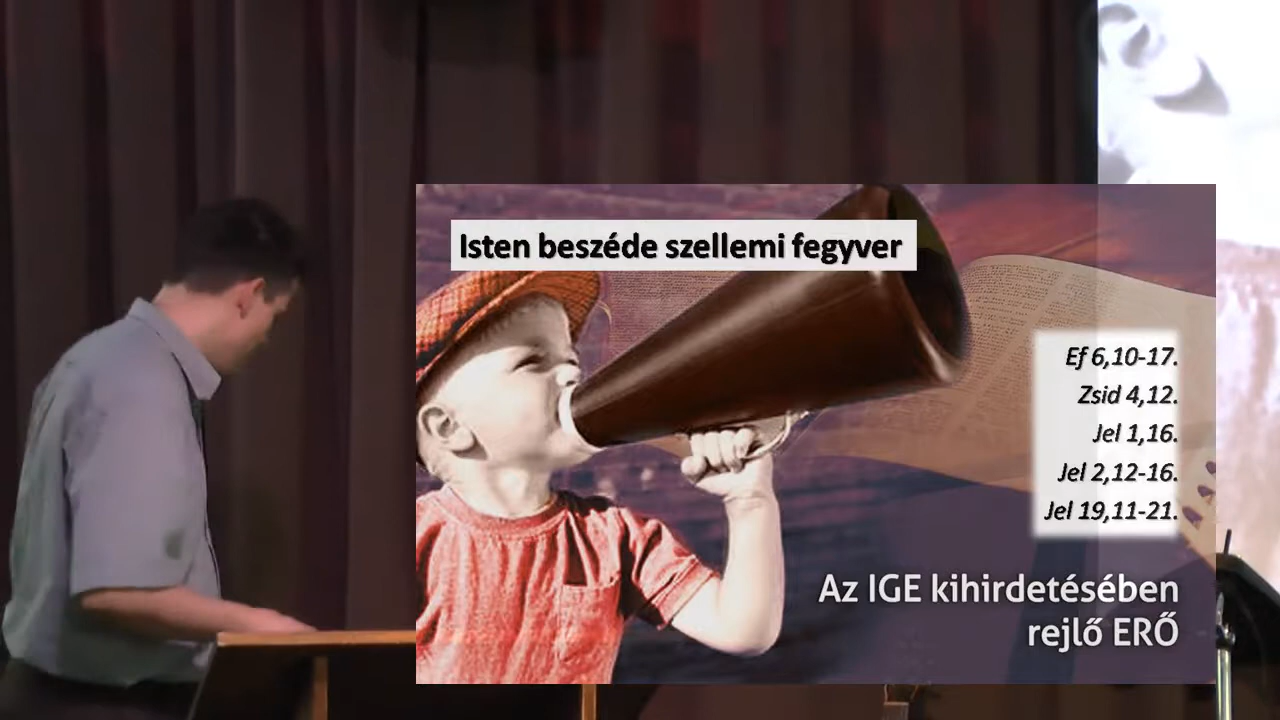 Isten beszéde szellemi fegyver
Ef 6,10-17.
Zsid 4,12.
Jel 1,16.
Jel 2,12-16.
Jel 19,11-21.
Az IGE kihirdetésében
rejlő ERŐ